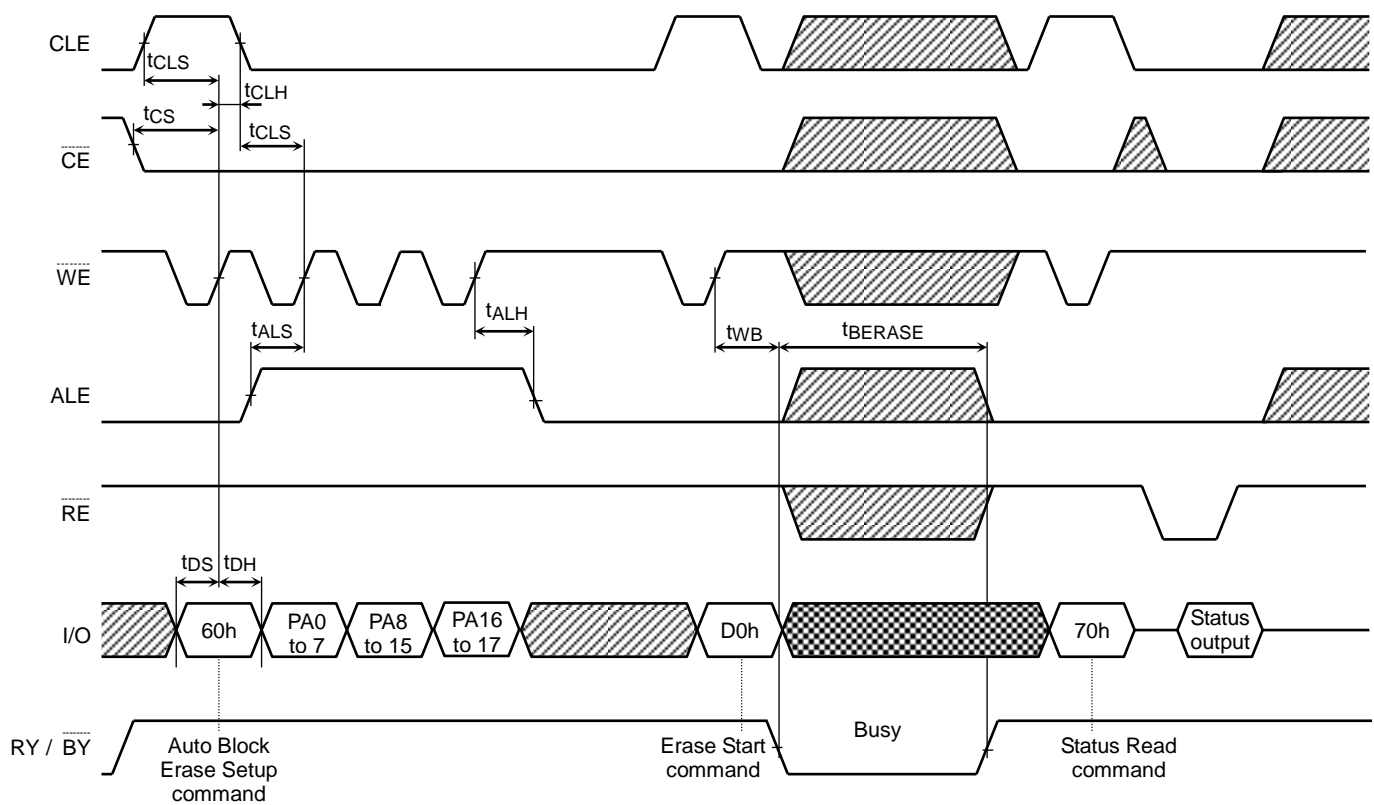 CLE
tCLS
tCLH
tCS
tCLS
CE
WE
tALS
tALH
tWB
tBERASE
ALE
RE
tDS
tDH
I/O
60h
PA0
to 7
PA8
to 15
PA16
to 17
D0h
70h
Status
output
RY / BY
Busy
Auto Block
Erase Setup
command
Erase Start
command
Status Read
command